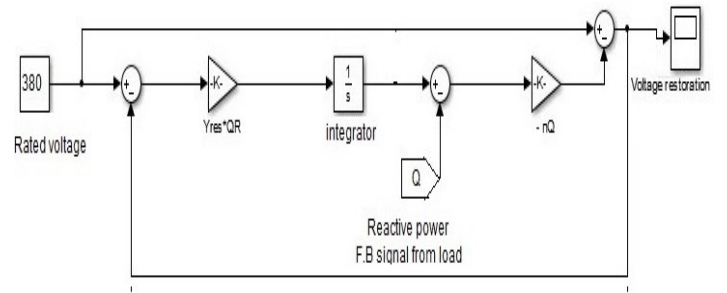 380
Rated voltage
+
-
-K-
Yres*QR
1
s
integrator
+
-
Q
Reactive power
F.B signal from load
-K-
- nQ
+
-
Voltage restoration